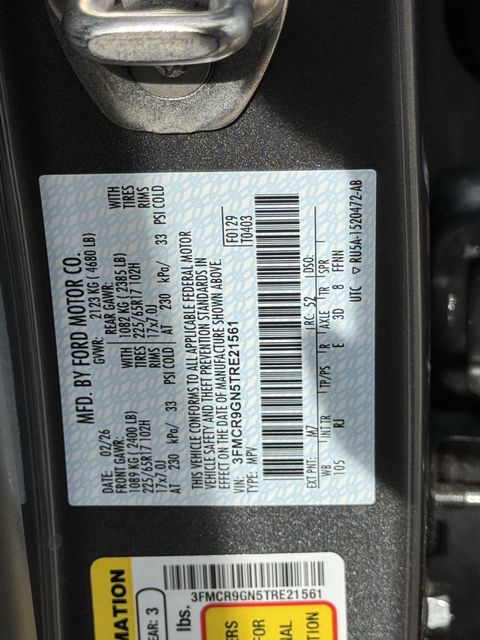 MFD. BY FORD MOTOR CO.
DATE: 02/26 GVWR: 2123 KG ( 4680 LB)
FRONT GAWR: REAR GAWR:
1089 KG ( 2400 LB) WITH 1082 KG ( 2385 LB) WITH
225/65R17 102H TIRES 225/65R17 102H TIRES
17x7.0J RIMS 17x7.0J RIMS
AT 230 kPa/ 33 PSI COLD AT 230 kPa/ 33 PSI COLD
THIS VEHICLE CONFORMS TO ALL APPLICABLE FEDERAL MOTOR
VEHICLE SAFETY AND THEFT PREVENTION STANDARDS IN
EFFECT ON THE DATE OF MANUFACTURE SHOWN ABOVE.
VIN: 3FMCR9GN5TRE21561
TYPE: MPV
F0129
T0403
EXT PNT: M7 RC: 52 DSO:
WB INT TR TP/PS R AXLE TR SPR
105 RJ E 3D 8 FFNN
UTC ▽RU5A-1520472-AB
3FMCR9GN5TRE21561
MATION
EAR: 3
lbs.
ERS
OR
NAL